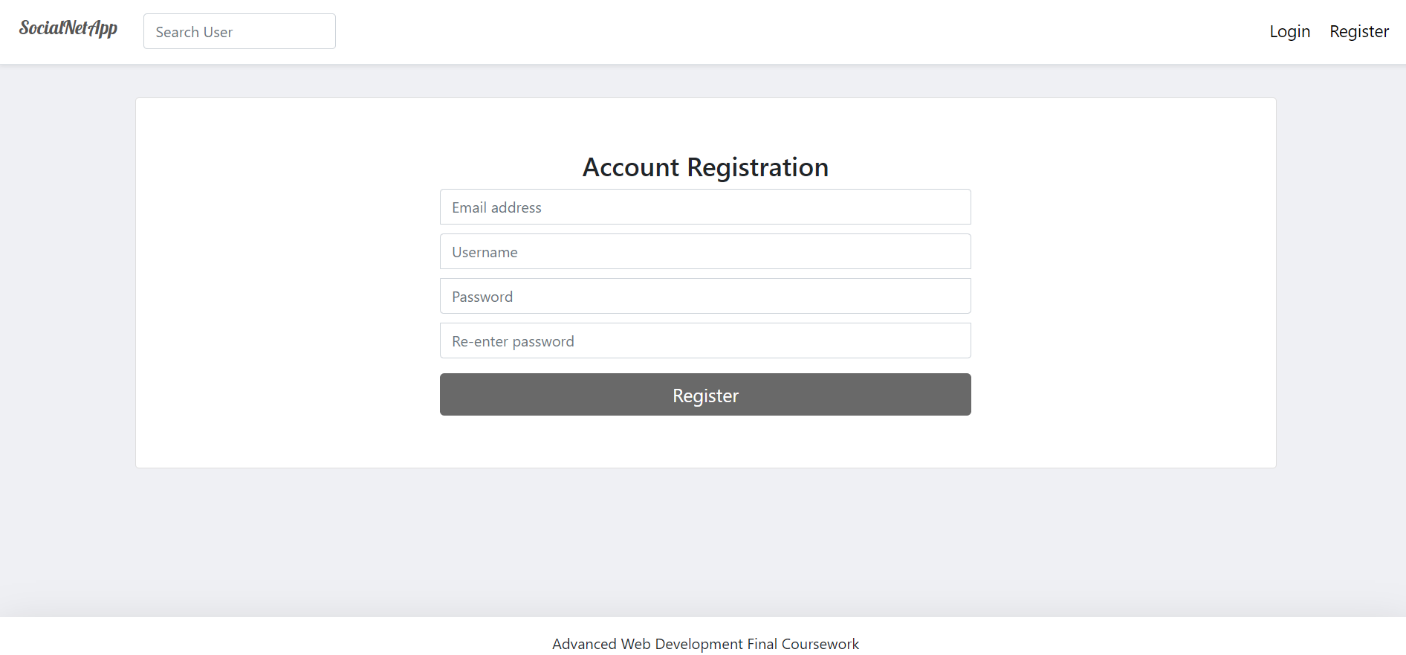 SocialNetApp Search User Login Register
Account Registration
Email address
Username
Password
Re-enter password
Register
Advanced Web Development Final Coursework